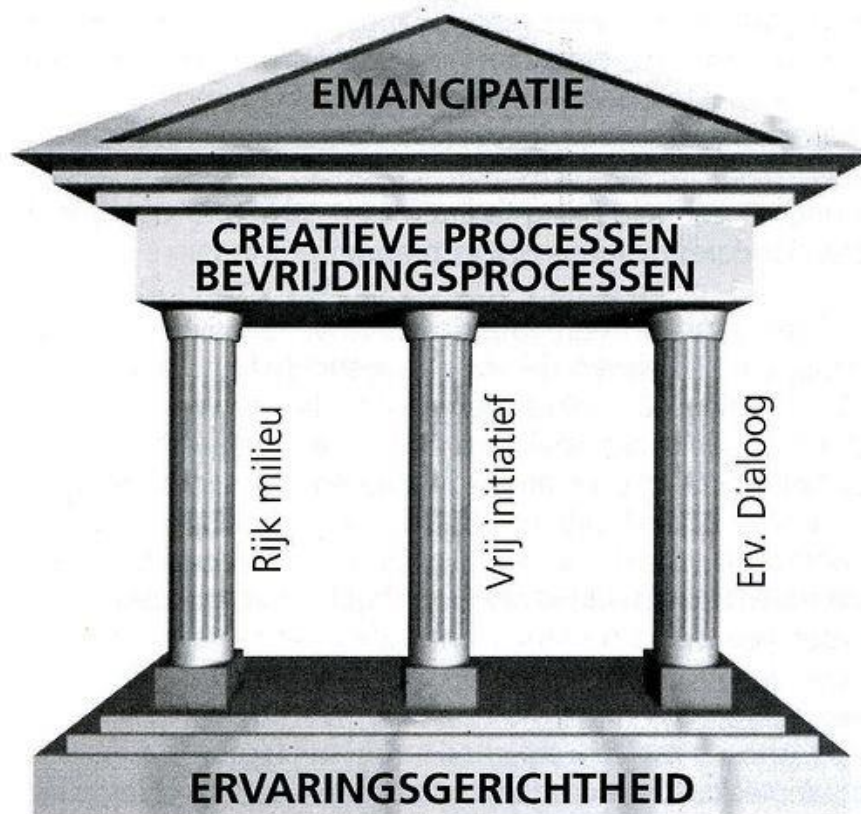 EMANCIPATIE
CREATIEVE PROCESSEN
BEVRIJDINGSPROCESSEN
Rijk milieu
Vrij initiatief
Erv. Dialoog
ERVARINGSGERICHTHEID